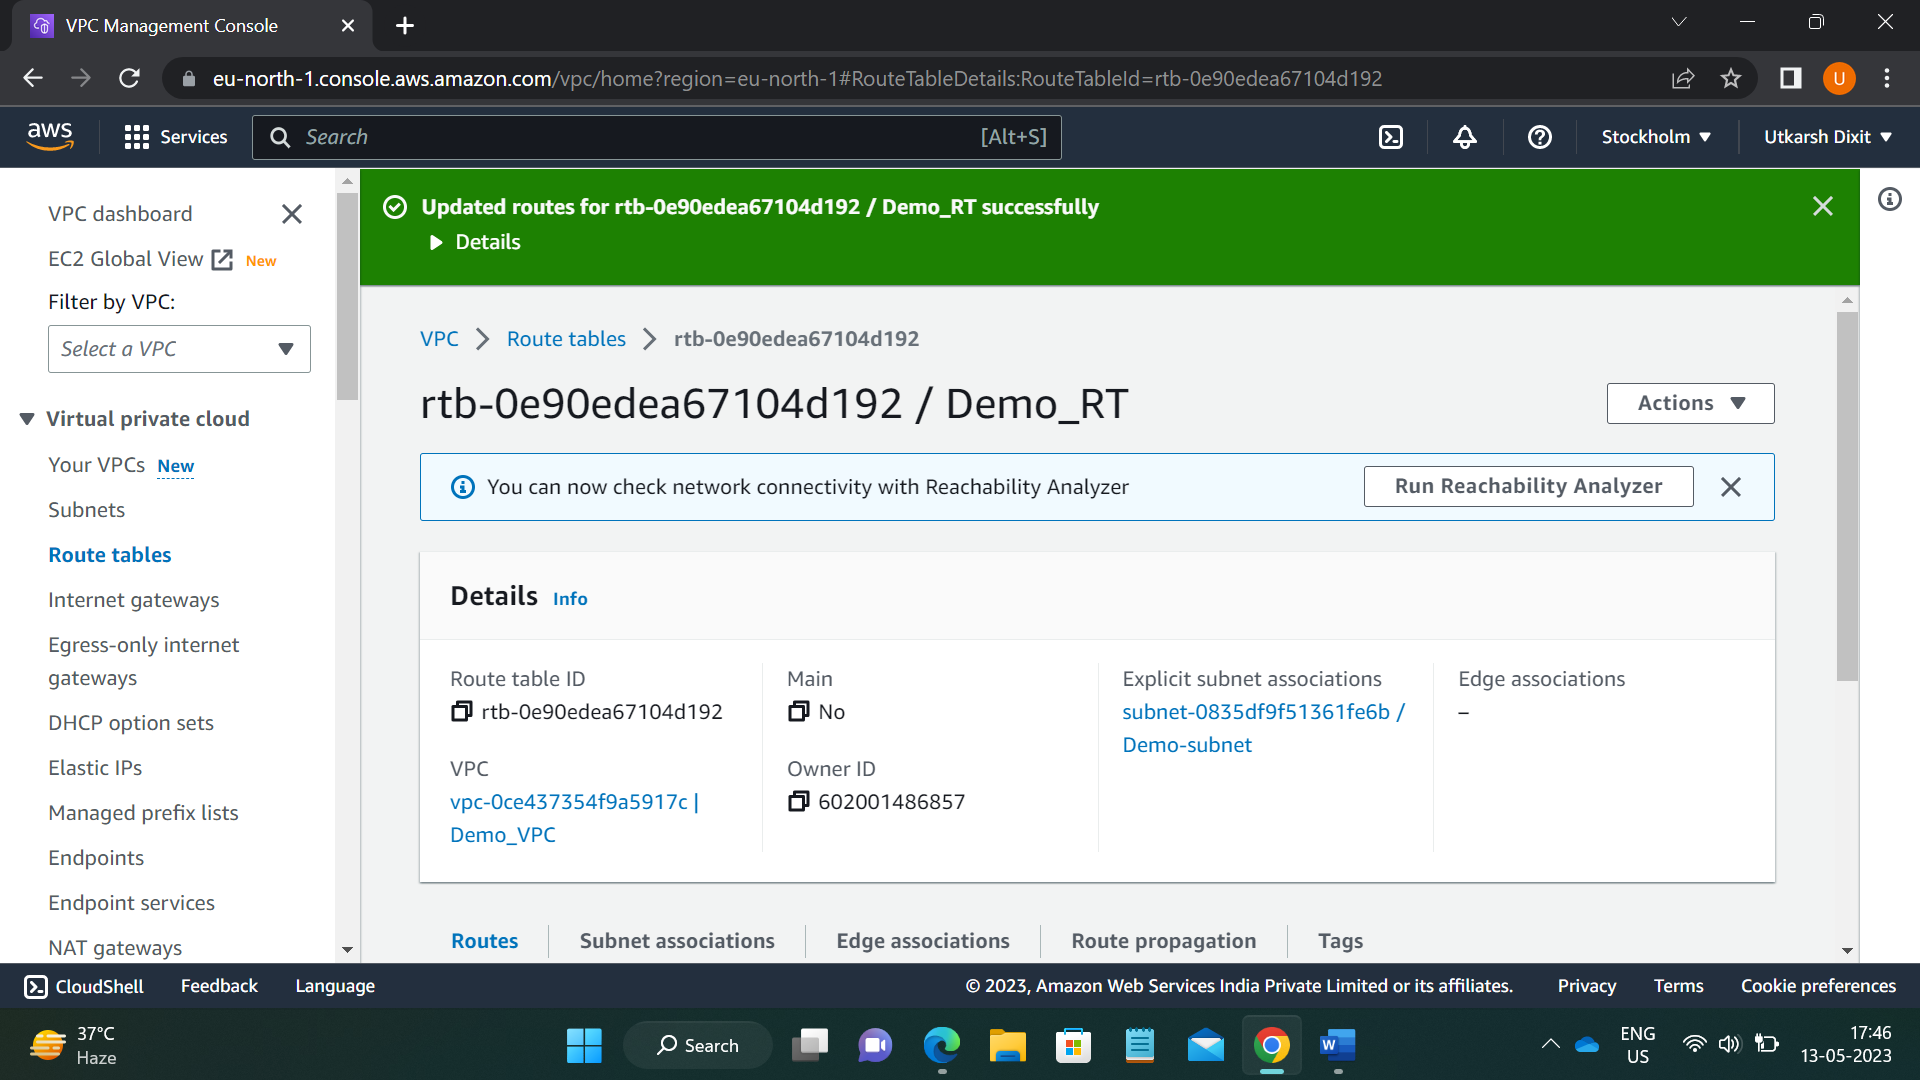 VPC Management Console
eu-north-1.console.aws.amazon.com/vpc/home?region=eu-north-1#RouteTableDetails:RouteTableId=rtb-0e90edea67104d192
U
aws
Services
Search
[Alt+S]
Stockholm
Utkarsh Dixit
VPC dashboard
EC2 Global View New
Filter by VPC:
Select a VPC
Virtual private cloud
Your VPCs New
Subnets
Route tables
Internet gateways
Egress-only internet
gateways
DHCP option sets
Elastic IPs
Managed prefix lists
Endpoints
Endpoint services
NAT gateways
Updated routes for rtb-0e90edea67104d192 / Demo_RT successfully
Details
VPC
Route tables
rtb-0e90edea67104d192
rtb-0e90edea67104d192 / Demo_RT
Actions
You can now check network connectivity with Reachability Analyzer
Run Reachability Analyzer
Details Info
Route table ID
rtb-0e90edea67104d192
Main
No
Explicit subnet associations
subnet-0835df9f51361fe6b /
Demo-subnet
Edge associations
–
VPC
vpc-0ce437354f9a5917c |
Demo_VPC
Owner ID
602001486857
Routes
Subnet associations
Edge associations
Route propagation
Tags
CloudShell
Feedback
Language
© 2023, Amazon Web Services India Private Limited or its affiliates.
Privacy
Terms
Cookie preferences
37°C
Haze
Search
W
ENG
US
17:46
13-05-2023